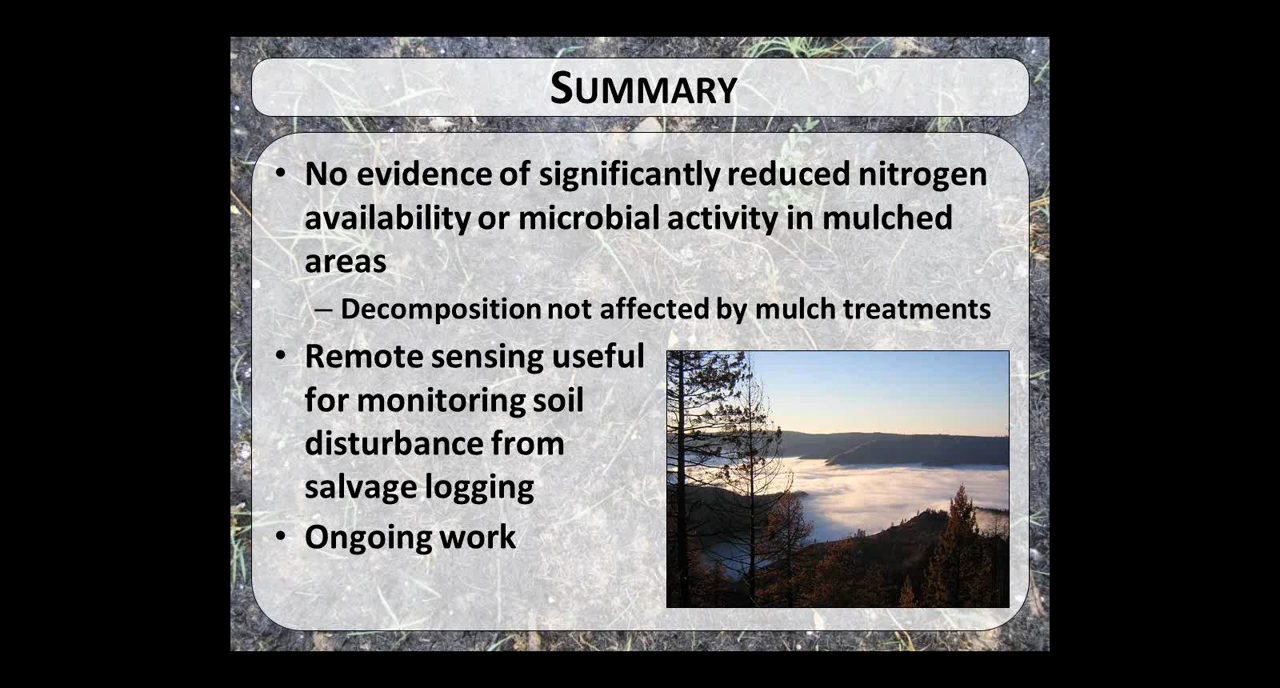 SUMMARY
• No evidence of significantly reduced nitrogen
availability or microbial activity in mulched
areas
– Decomposition not affected by mulch treatments
• Remote sensing useful
for monitoring soil
disturbance from
salvage logging
• Ongoing work